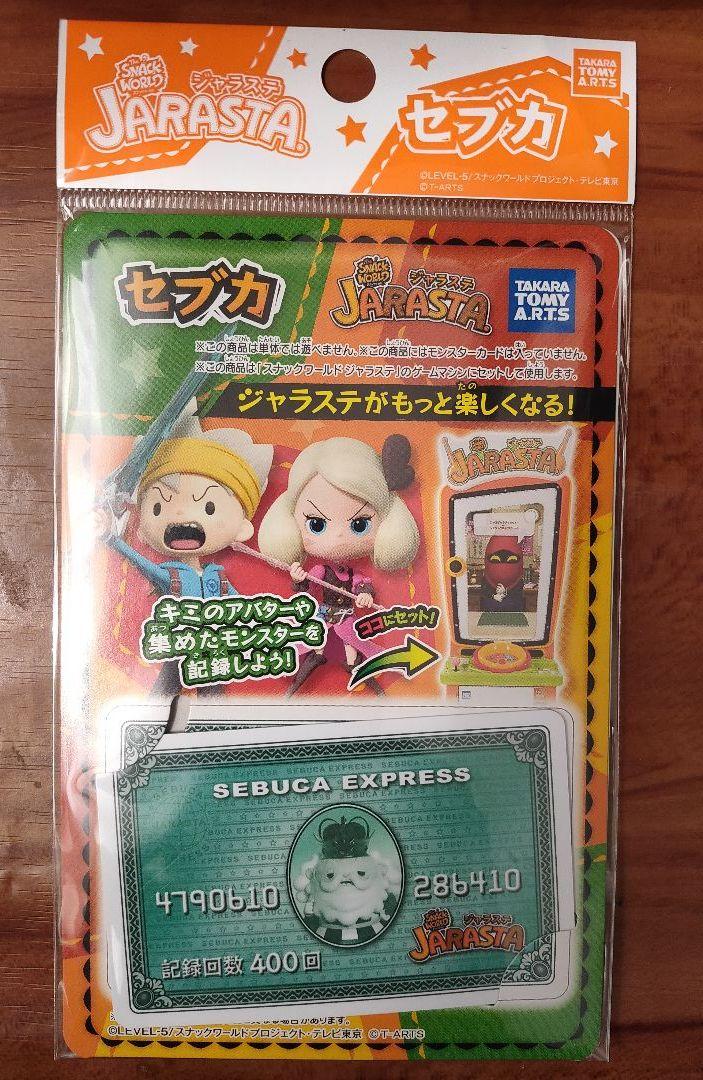 The SNACK WORLD
ジャラステ
JARASTA.
セブカ
TAKARA TOMY A.R.T.S
©LEVEL-5/スナックワールドプロジェクト・テレビ東京
©T-ARTS
セブカ
The SNACK WORLD
ジャラステ
JARASTA.
TAKARA TOMY A.R.T.S
※この商品は単体では遊べません。※この商品にはモンスターカードは入っていません。
※この商品は「スナックワールド ジャラステ」のゲームマシンにセットして使用します。
ジャラステがもっと楽しくなる!
JARASTA
キミのアバターや
集めたモンスターを
記録しよう!
ココにセット!
SEBUCA EXPRESS
4790610
286410
The SNACK WORLD
ジャラステ
JARASTA
記録回数 400回
場合があります。
©LEVEL-5/スナックワールドプロジェクト・テレビ東京 ©T-ARTS